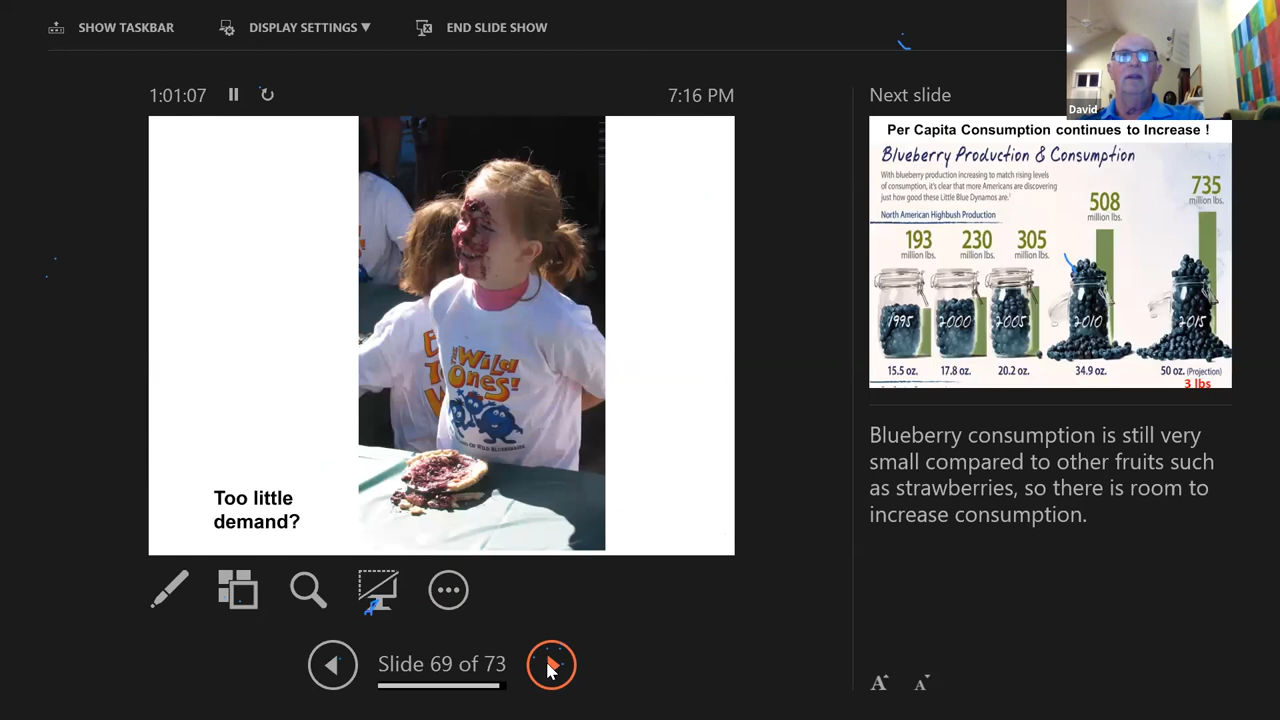 SHOW TASKBAR
DISPLAY SETTINGS ▼
END SLIDE SHOW
1:01:07
7:16 PM
Next slide
David
Too little
demand?
THE
Wild
Ones!
OF WILD BLUEBERRIES
Per Capita Consumption continues to Increase !
Blueberry Production & Consumption
With blueberry production increasing to match rising levels
of consumption, it's clear that more Americans are discovering
just how good these Little Blue Dynamos are.
North American Highbush Production
193
million lbs.
230
million lbs.
305
million lbs.
508
million lbs.
735
million lbs.
1995
2000
2005
2010
2015
15.5 oz.
17.8 oz.
20.2 oz.
34.9 oz.
50 oz. (Projection)
3 lbs
Blueberry consumption is still very
small compared to other fruits such
as strawberries, so there is room to
increase consumption.
Slide 69 of 73
A A